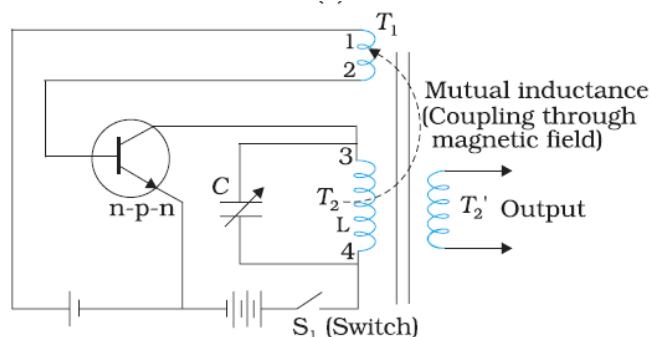 T₁
1
2
Mutual inductance
(Coupling through
magnetic field)
3
C
T₂
n-p-n
L
T₂' Output
4
S₁ (Switch)